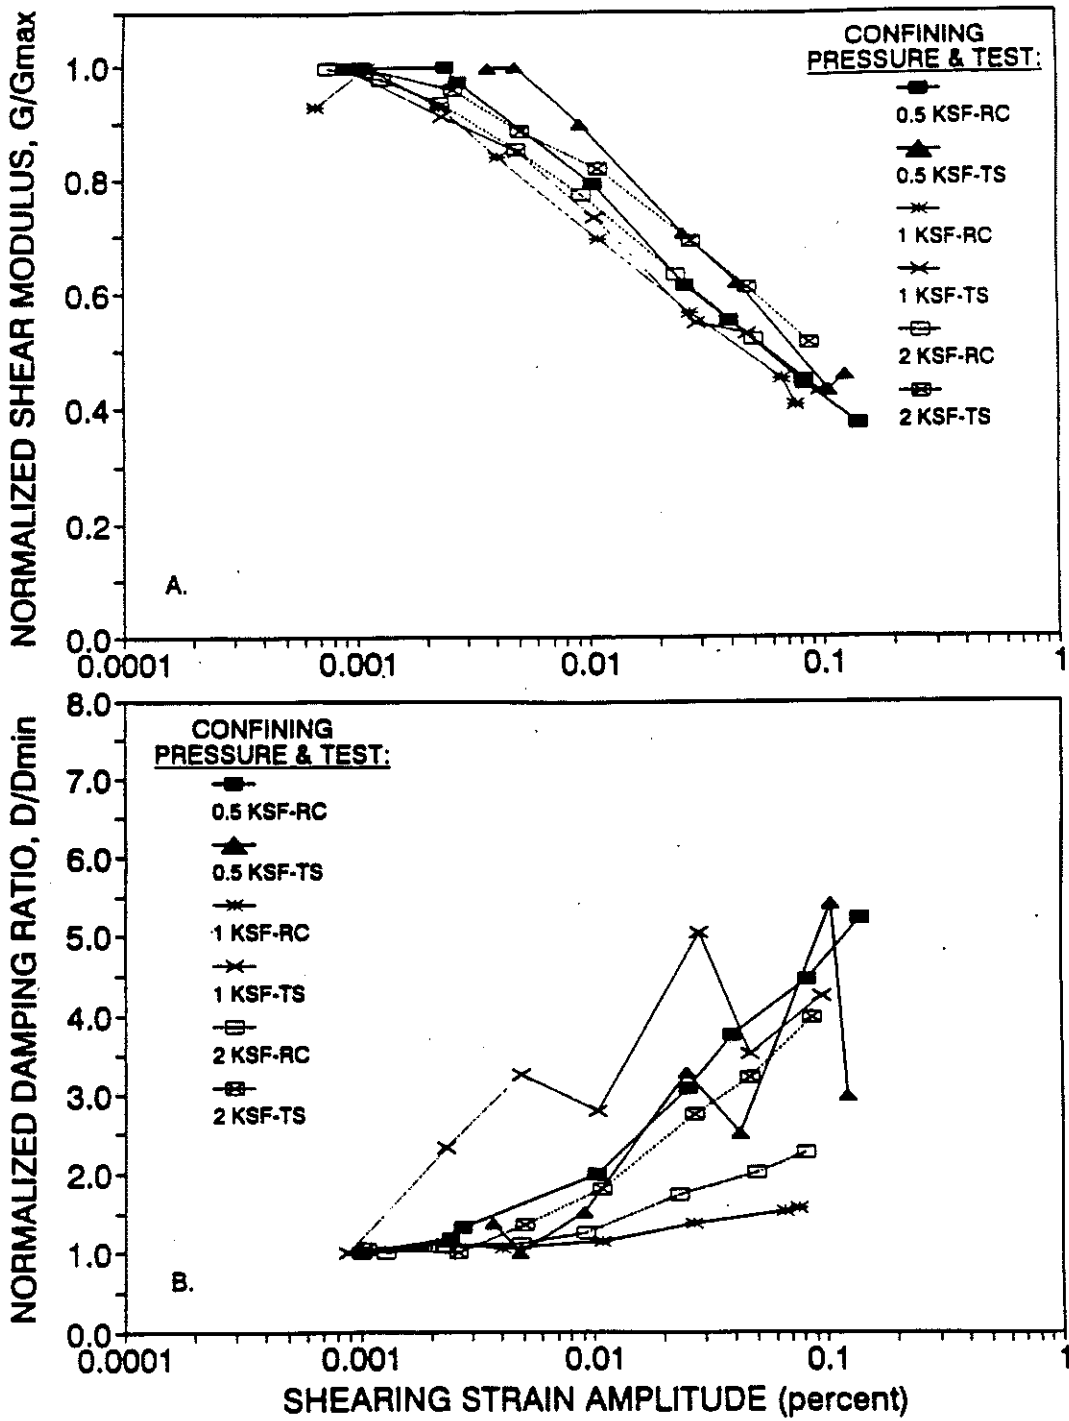 NORMALIZED SHEAR MODULUS, G/Gmax
1.0
0.8
0.6
0.4
0.2
0.0
CONFINING
PRESSURE & TEST:
0.5 KSF-RC
0.5 KSF-TS
1 KSF-RC
1 KSF-TS
2 KSF-RC
2 KSF-TS
A.
0.0001
0.001
0.01
0.1
1
NORMALIZED DAMPING RATIO, D/Dmin
8.0
7.0
6.0
5.0
4.0
3.0
2.0
1.0
0.0
CONFINING
PRESSURE & TEST:
0.5 KSF-RC
0.5 KSF-TS
1 KSF-RC
1 KSF-TS
2 KSF-RC
2 KSF-TS
B.
0.0001
0.001
0.01
0.1
1
SHEARING STRAIN AMPLITUDE (percent)